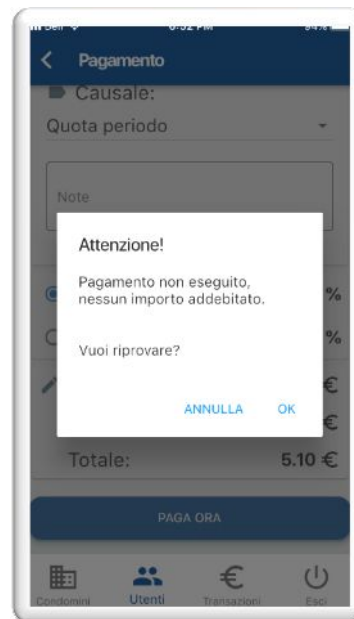 Pagamento
Causale:
Quota periodo
Note
Attenzione!
Pagamento non eseguito,
nessun importo addebitato.
Vuoi riprovare?
ANNULLA OK
%
%
€
€
Totale: 5.10 €
PAGA ORA
Condomini Utenti Transazioni Esci